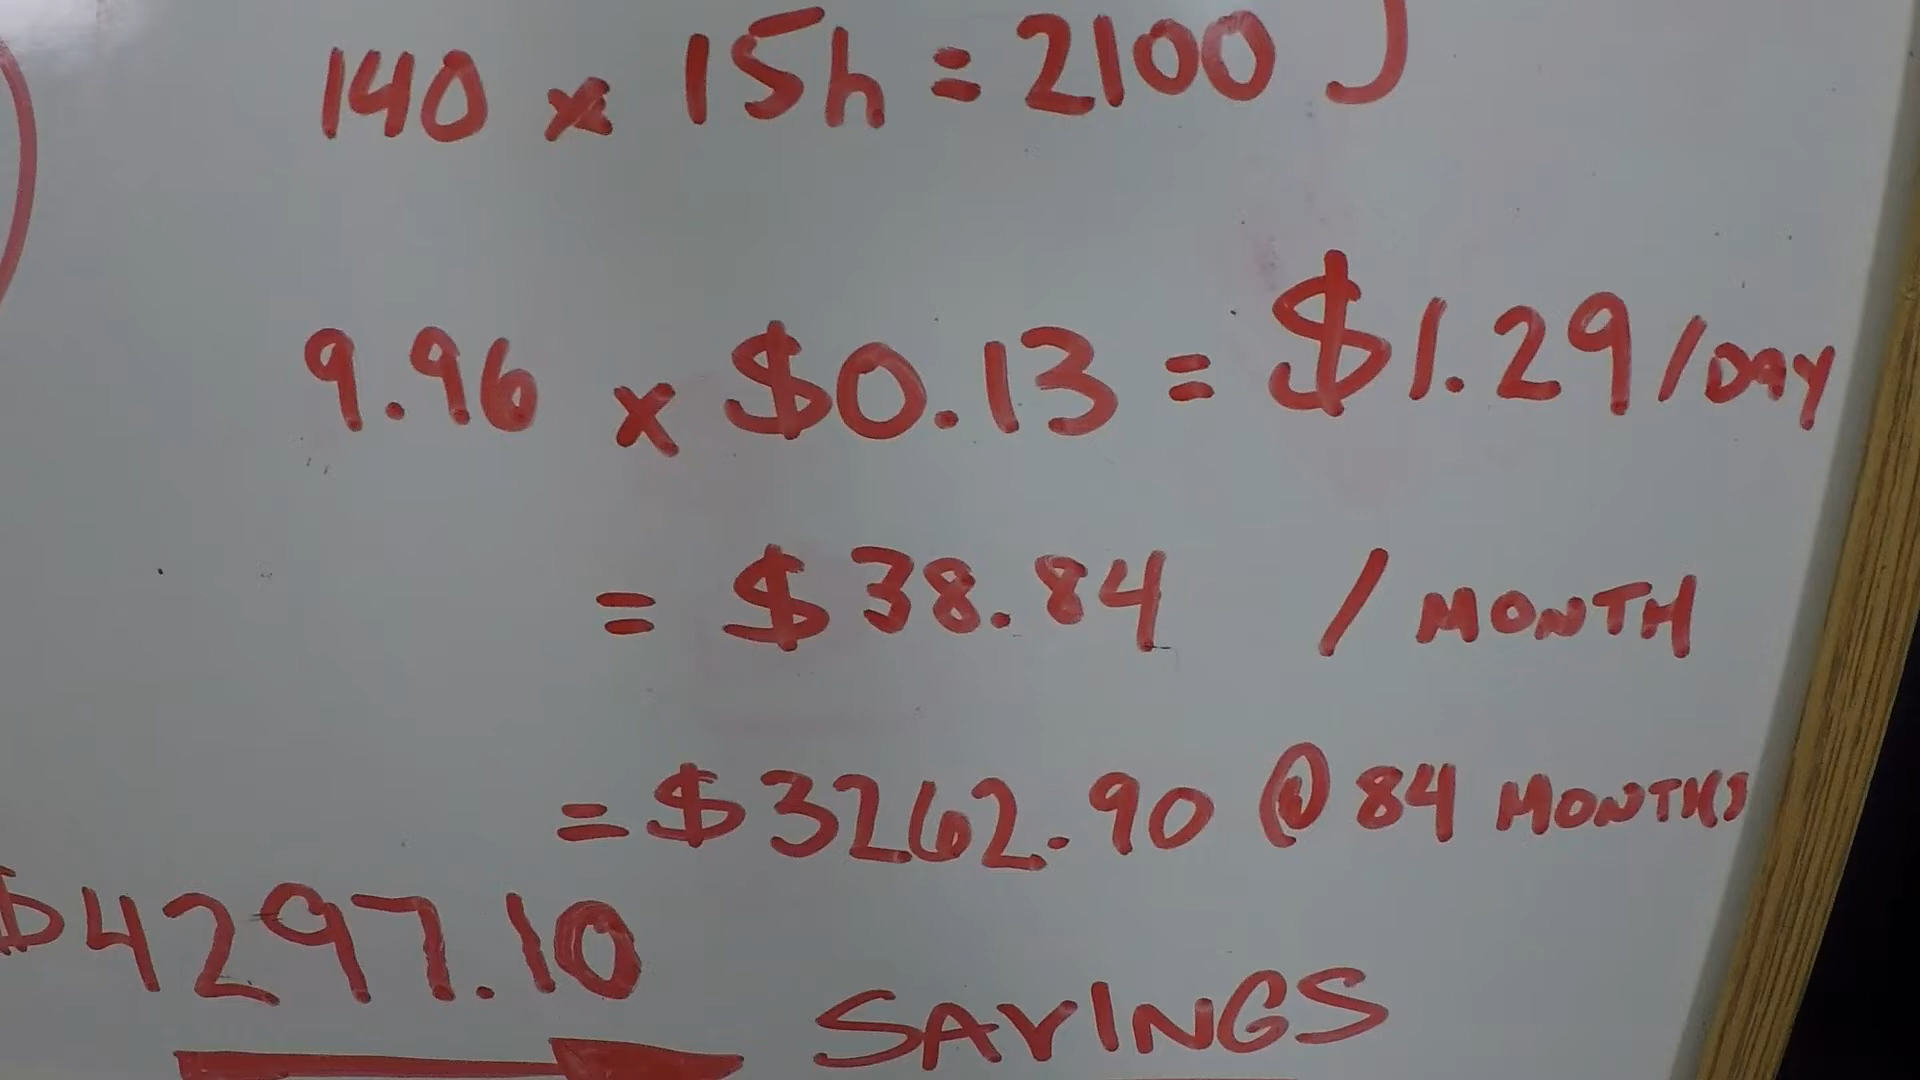 140 x 15h = 2100
9.96 x $0.13 = $1.29/DAY
= $38.84 / MONTH
= $3262.90 @ 84 MONTHS
$4297.10
SAVINGS